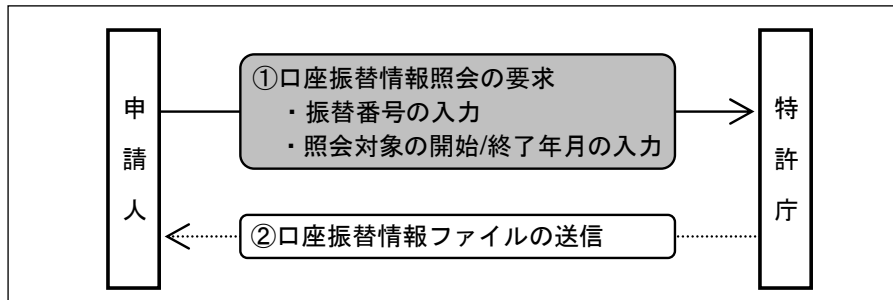 申請人
①口座振替情報照会の要求
・振替番号の入力
・照会対象の開始/終了年月の入力
②口座振替情報ファイルの送信
特許庁